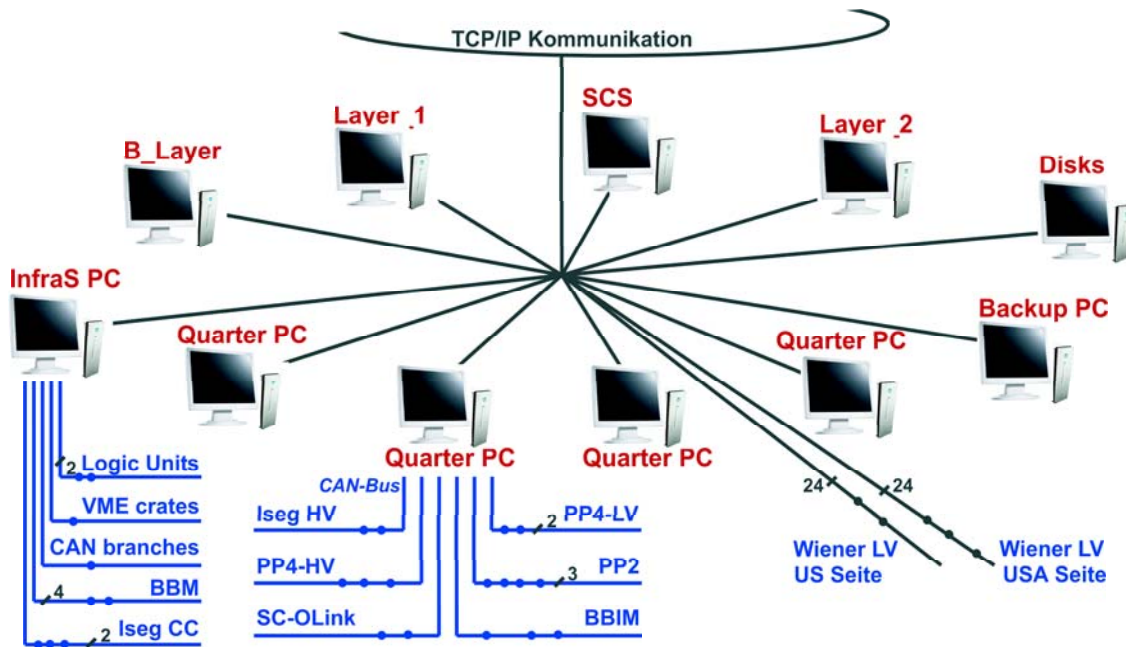 TCP/IP Kommunikation
SCS
Layer_1
Layer_2
B_Layer
Disks
InfraS PC
Backup PC
Quarter PC
Quarter PC
Quarter PC
Quarter PC
2 Logic Units
VME crates
CAN branches
4 BBM
2 Iseg CC
CAN-Bus
Iseg HV
PP4-HV
SC-OLink
2 PP4-LV
3 PP2
BBIM
24
24
Wiener LV
US Seite
Wiener LV
USA Seite